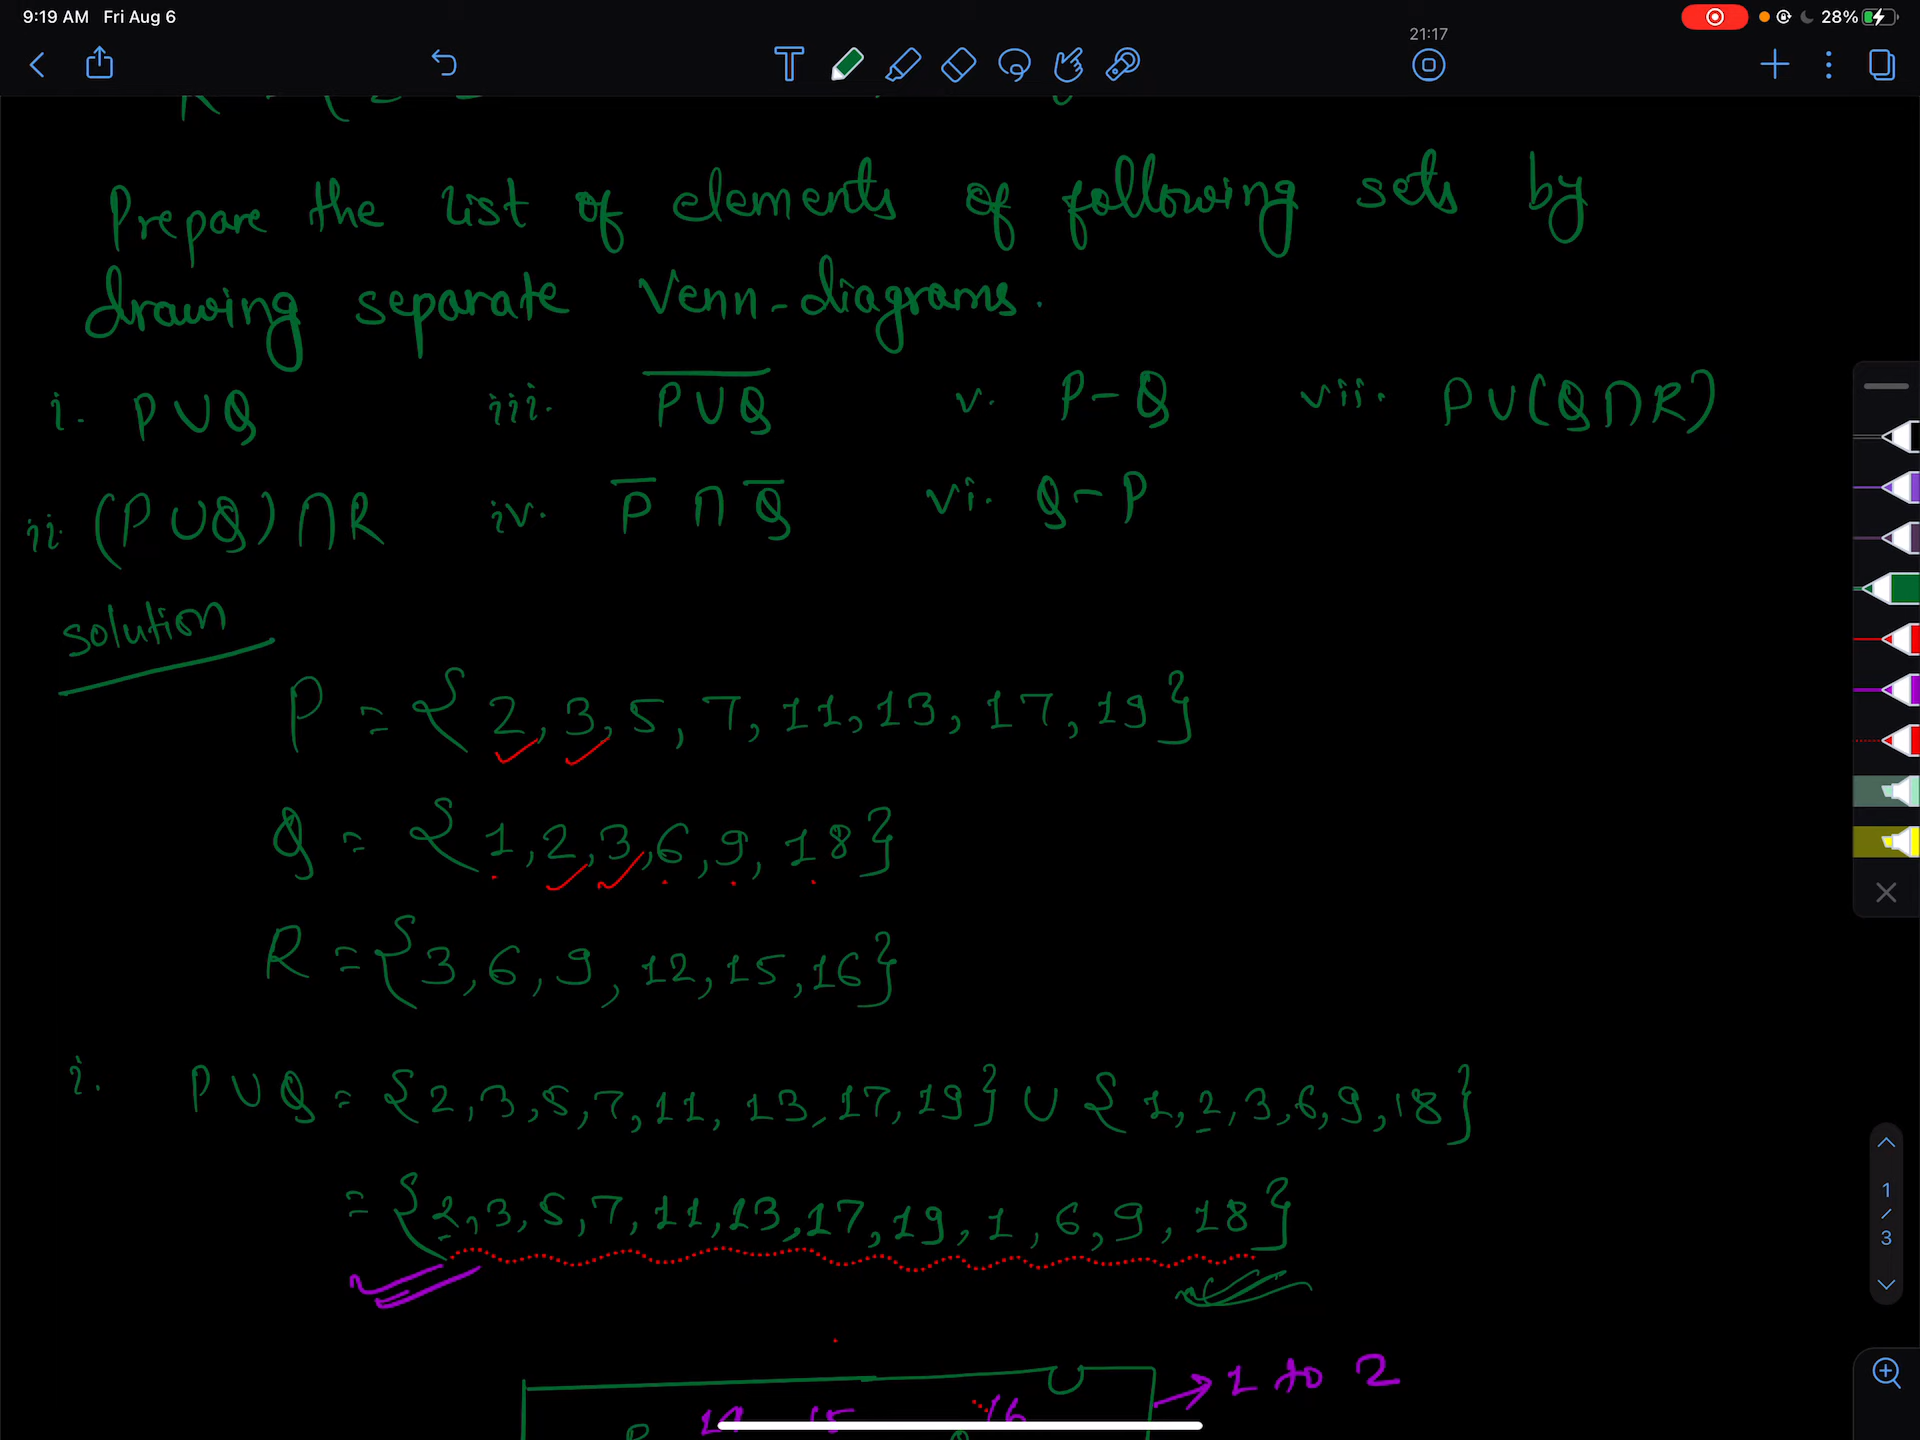 9:19 AM Fri Aug 6
28%
21:17
Prepare the list of elements of following sets by
drawing separate Venn-diagrams.
i. P∪Q iii. \overline{P∪Q} v. P-Q vii. P∪(Q∩R)
ii. (P∪Q)∩R iv. \overline{P} ∩ \overline{Q} vi. Q-P
solution
P = {2, 3, 5, 7, 11, 13, 17, 19}
Q = {1, 2, 3, 6, 9, 18}
R = {3, 6, 9, 12, 15, 16}
i. P∪Q = {2, 3, 5, 7, 11, 13, 17, 19} ∪ {1, 2, 3, 6, 9, 18}
= {2, 3, 5, 7, 11, 13, 17, 19, 1, 6, 9, 18}
U → 1 to 2
16
1
/
3